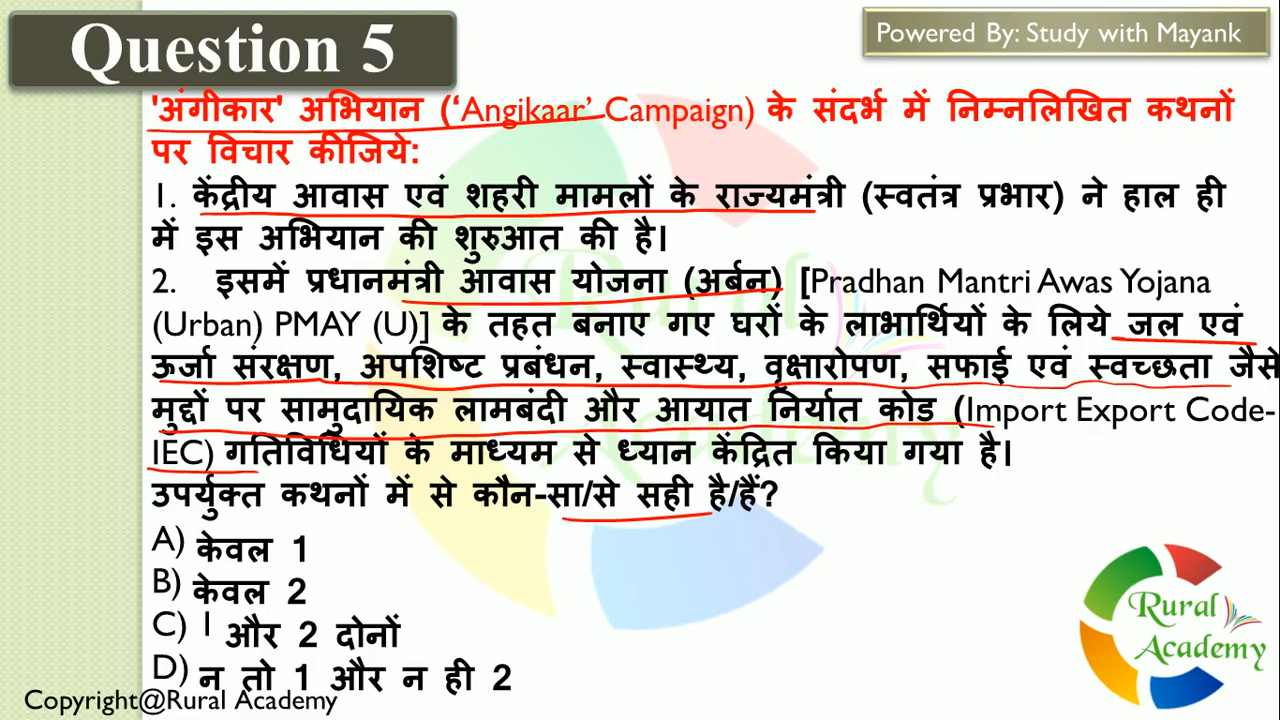 Question 5
Powered By: Study with Mayank
'अंगीकार' अभियान (‘Angikaar’ Campaign) के संदर्भ में निम्नलिखित कथनों
पर विचार कीजिये:
1. केंद्रीय आवास एवं शहरी मामलों के राज्यमंत्री (स्वतंत्र प्रभार) ने हाल ही
में इस अभियान की शुरुआत की है।
2. इसमें प्रधानमंत्री आवास योजना (अर्बन) [Pradhan Mantri Awas Yojana
(Urban) PMAY (U)] के तहत बनाए गए घरों के लाभार्थियों के लिये जल एवं
ऊर्जा संरक्षण, अपशिष्ट प्रबंधन, स्वास्थ्य, वृक्षारोपण, सफाई एवं स्वच्छता जैसे
मुद्दों पर सामुदायिक लामबंदी और आयात निर्यात कोड (Import Export Code-
IEC) गतिविधियों के माध्यम से ध्यान केंद्रित किया गया है।
उपर्युक्त कथनों में से कौन-सा/से सही है/हैं?
A) केवल 1
B) केवल 2
C) 1 और 2 दोनों
D) न तो 1 और न ही 2
Rural
Academy
Copyright@Rural Academy